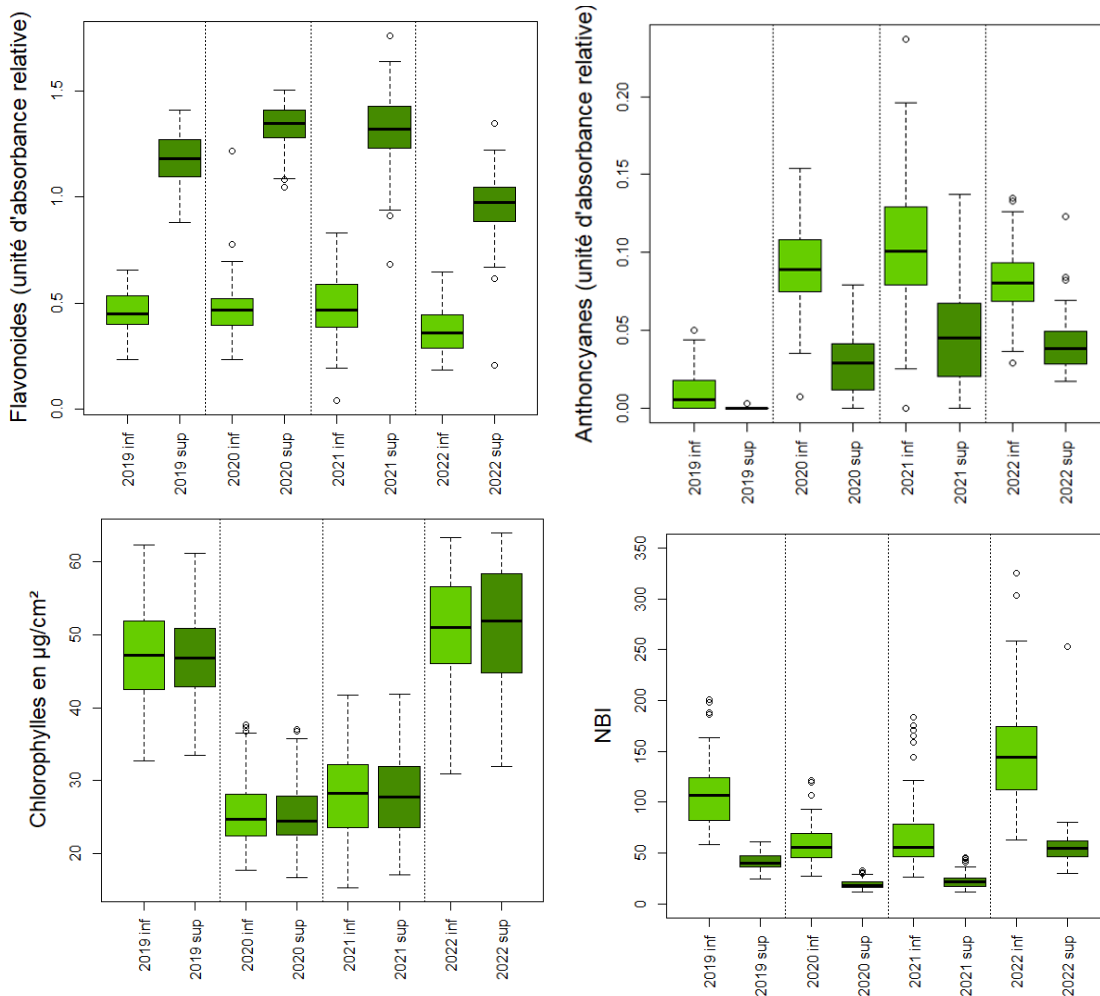 Flavonoides (unité d'absorbance relative)
0.0
0.5
1.0
1.5
2019 inf
2019 sup
2020 inf
2020 sup
2021 inf
2021 sup
2022 inf
2022 sup
Anthoncyanes (unité d'absorbance relative)
0.00
0.05
0.10
0.15
0.20
2019 inf
2019 sup
2020 inf
2020 sup
2021 inf
2021 sup
2022 inf
2022 sup
Chlorophylles en µg/cm²
20
30
40
50
60
2019 inf
2019 sup
2020 inf
2020 sup
2021 inf
2021 sup
2022 inf
2022 sup
NBI
0
50
100
150
200
250
300
350
2019 inf
2019 sup
2020 inf
2020 sup
2021 inf
2021 sup
2022 inf
2022 sup